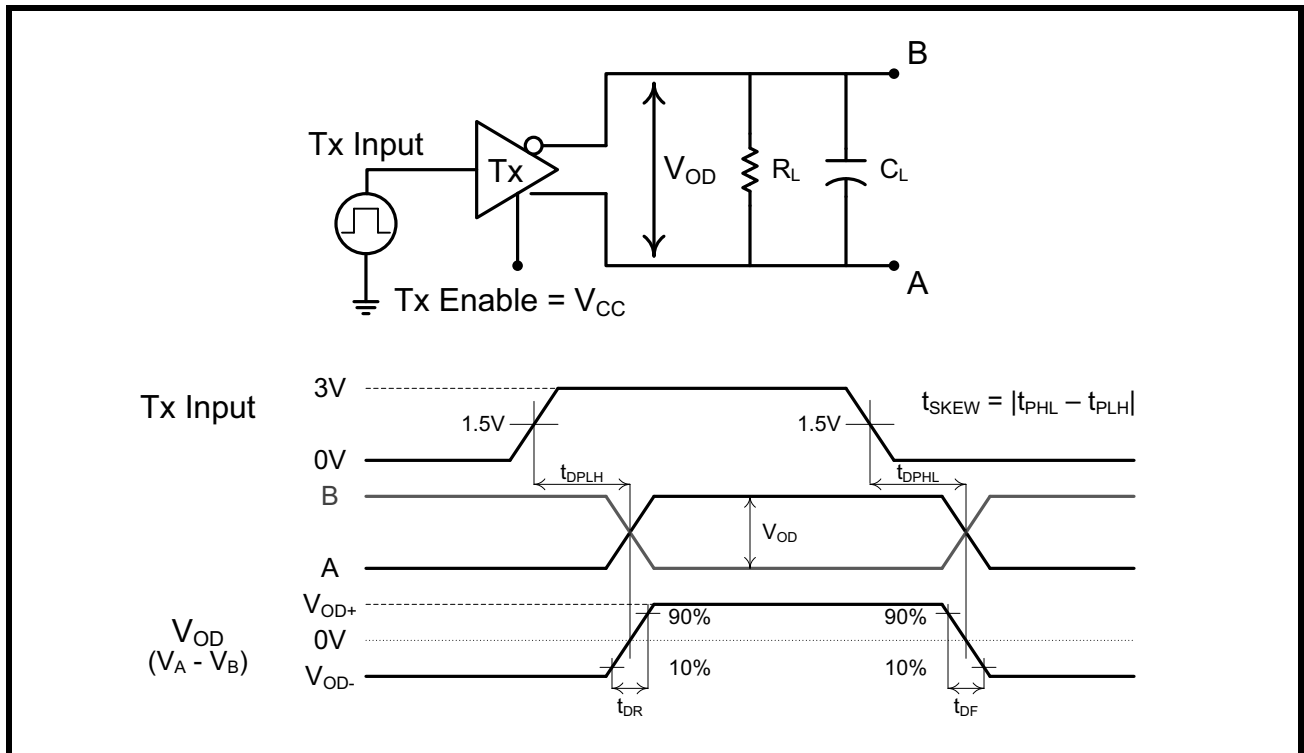 B
Tx Input
Tx
V_OD
R_L
C_L
A
Tx Enable = V_CC
3V
Tx Input
t_SKEW = |t_PHL – t_PLH|
1.5V
1.5V
0V
t_DPLH
t_DPHL
B
V_OD
A
V_OD+
90%
90%
V_OD
0V
(V_A - V_B)
10%
10%
V_OD-
t_DR
t_DF